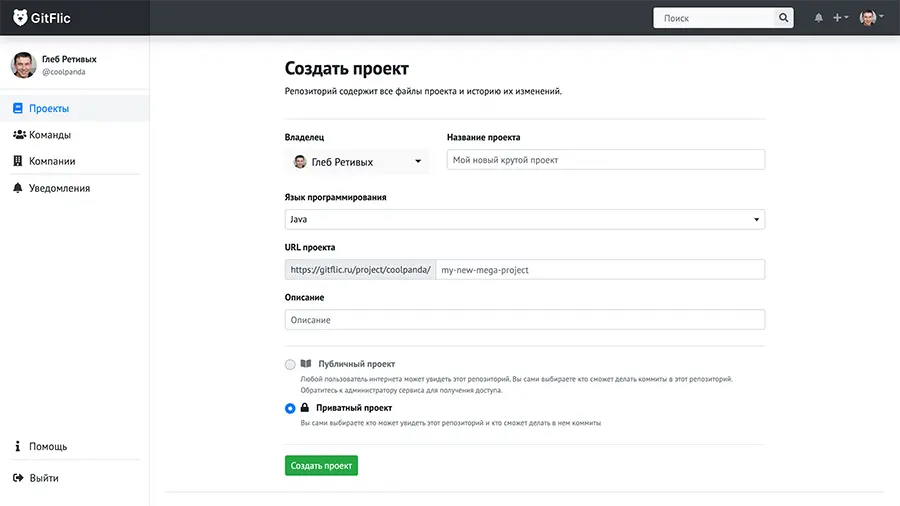 GitFlic
Поиск
Глеб Ретивых
@coolpanda
Проекты
Команды
Компании
Уведомления
Помощь
Выйти
Создать проект
Репозиторий содержит все файлы проекта и историю их изменений.
Владелец
Название проекта
Глеб Ретивых
Мой новый крутой проект
Язык программирования
Java
URL проекта
https://gitflic.ru/project/coolpanda/
my-new-mega-project
Описание
Описание
Публичный проект
Любой пользователь интернета может увидеть этот репозиторий. Вы сами выбираете кто сможет делать коммиты в этот репозиторий.
Обратитесь к администратору сервиса для получения доступа.
Приватный проект
Вы сами выбираете кто может увидеть этот репозиторий и кто сможет делать в нем коммиты
Создать проект